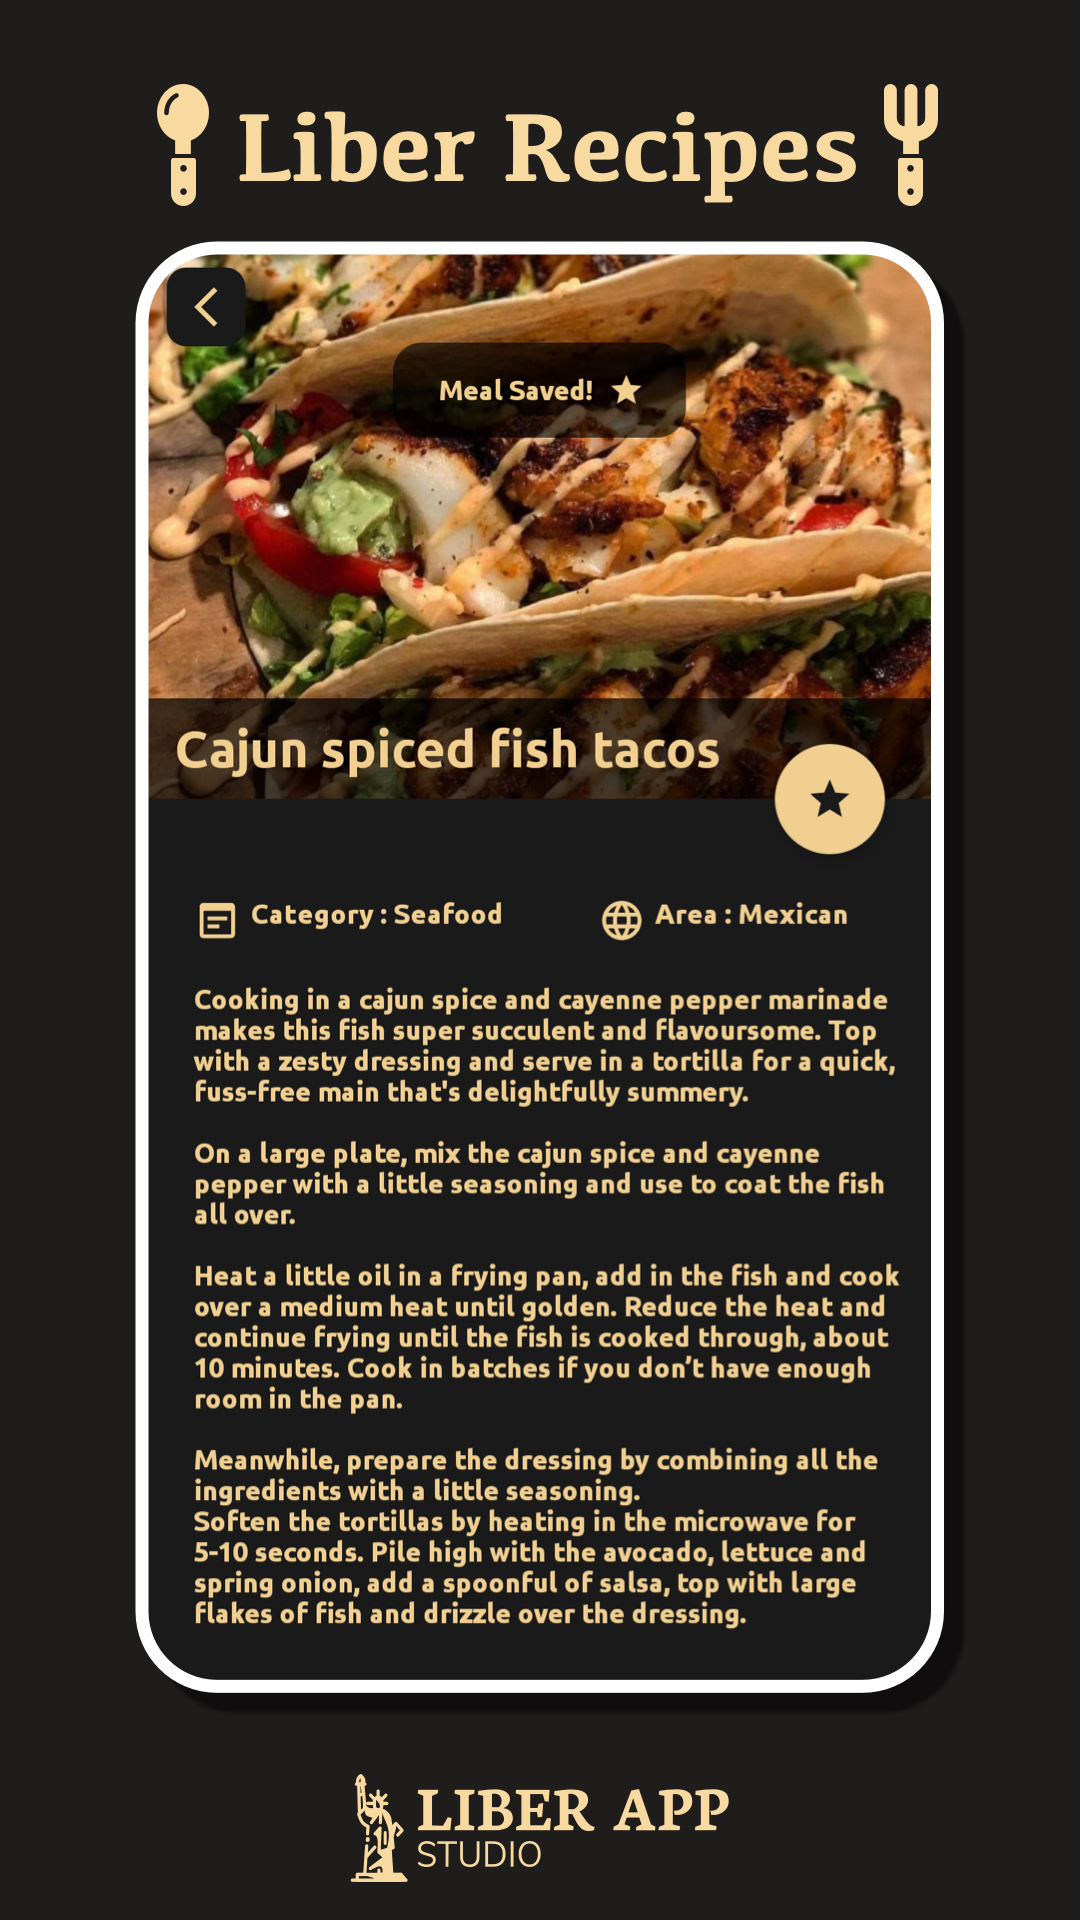 Liber Recipes
Meal Saved!
Cajun spiced fish tacos
Category : Seafood
Area : Mexican
Cooking in a cajun spice and cayenne pepper marinade
makes this fish super succulent and flavoursome. Top
with a zesty dressing and serve in a tortilla for a quick,
fuss-free main that's delightfully summery.
On a large plate, mix the cajun spice and cayenne
pepper with a little seasoning and use to coat the fish
all over.
Heat a little oil in a frying pan, add in the fish and cook
over a medium heat until golden. Reduce the heat and
continue frying until the fish is cooked through, about
10 minutes. Cook in batches if you don’t have enough
room in the pan.
Meanwhile, prepare the dressing by combining all the
ingredients with a little seasoning.
Soften the tortillas by heating in the microwave for
5-10 seconds. Pile high with the avocado, lettuce and
spring onion, add a spoonful of salsa, top with large
flakes of fish and drizzle over the dressing.
LIBER APP
STUDIO